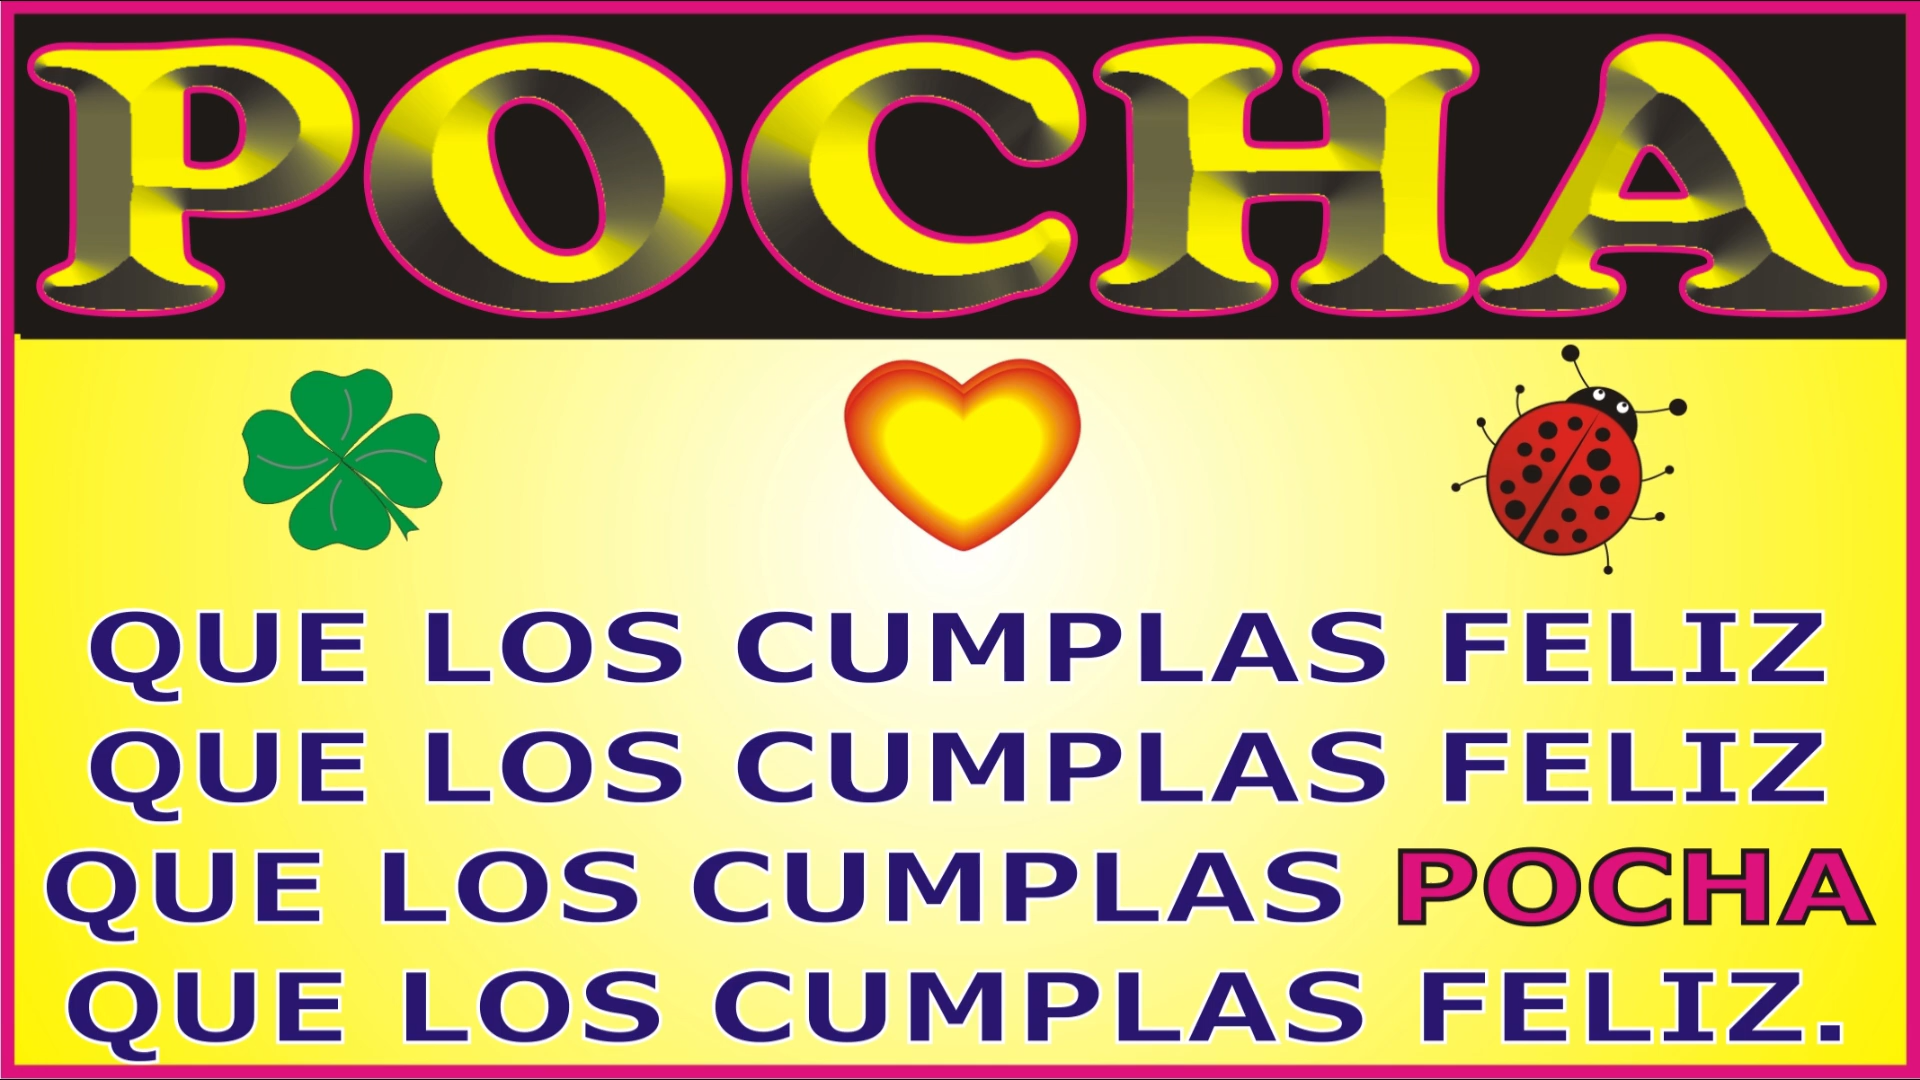 POCHA
QUE LOS CUMPLAS FELIZ
QUE LOS CUMPLAS FELIZ
QUE LOS CUMPLAS POCHA
QUE LOS CUMPLAS FELIZ.